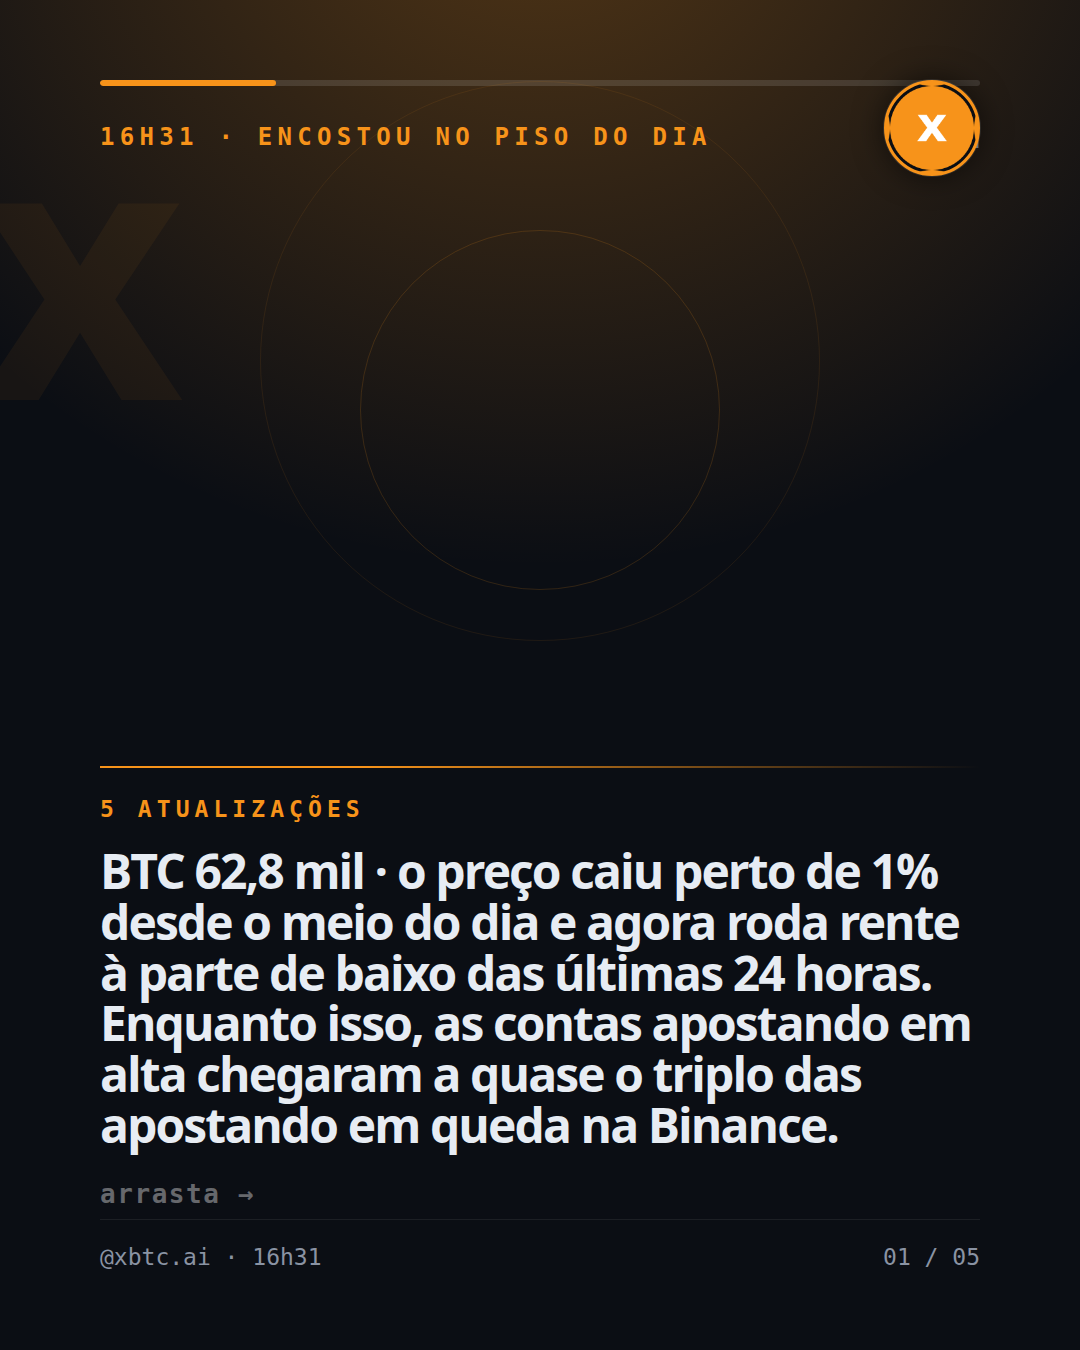 16H31 · ENCOSTOU NO PISO DO DIA
x
X
5 ATUALIZAÇÕES
BTC 62,8 mil · o preço caiu perto de 1%
desde o meio do dia e agora roda rente
à parte de baixo das últimas 24 horas.
Enquanto isso, as contas apostando em
alta chegaram a quase o triplo das
apostando em queda na Binance.
arrasta →
@xbtc.ai · 16h31
01 / 05